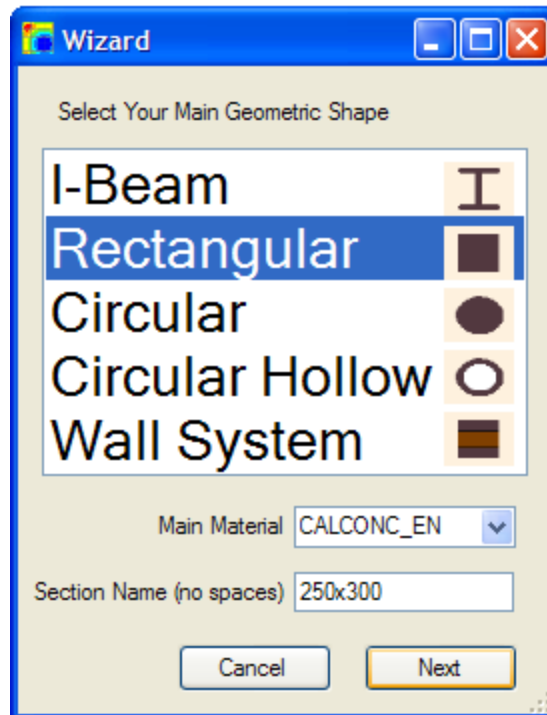 Wizard
Select Your Main Geometric Shape
I-Beam
Rectangular
Circular
Circular Hollow
Wall System
Main Material CALCONC_EN
Section Name (no spaces) 250x300
Cancel Next